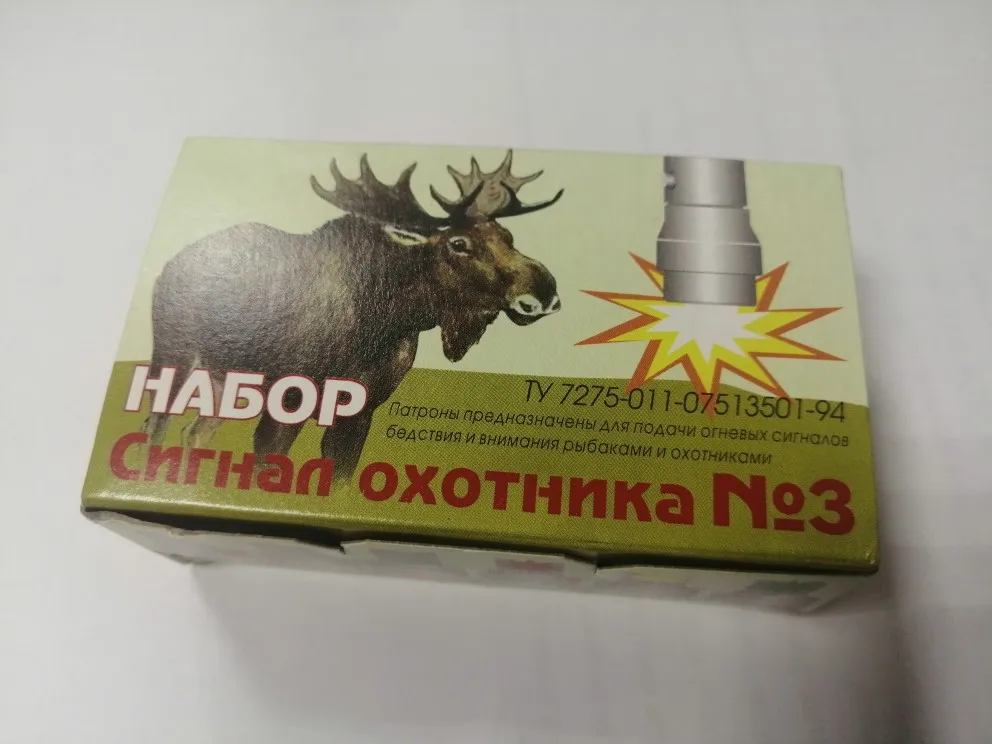 НАБОР
ТУ 7275-011-07513501-94
Патроны предназначены для подачи огневых сигналов
бедствия и внимания рыбаками и охотниками
Сигнал охотника №3